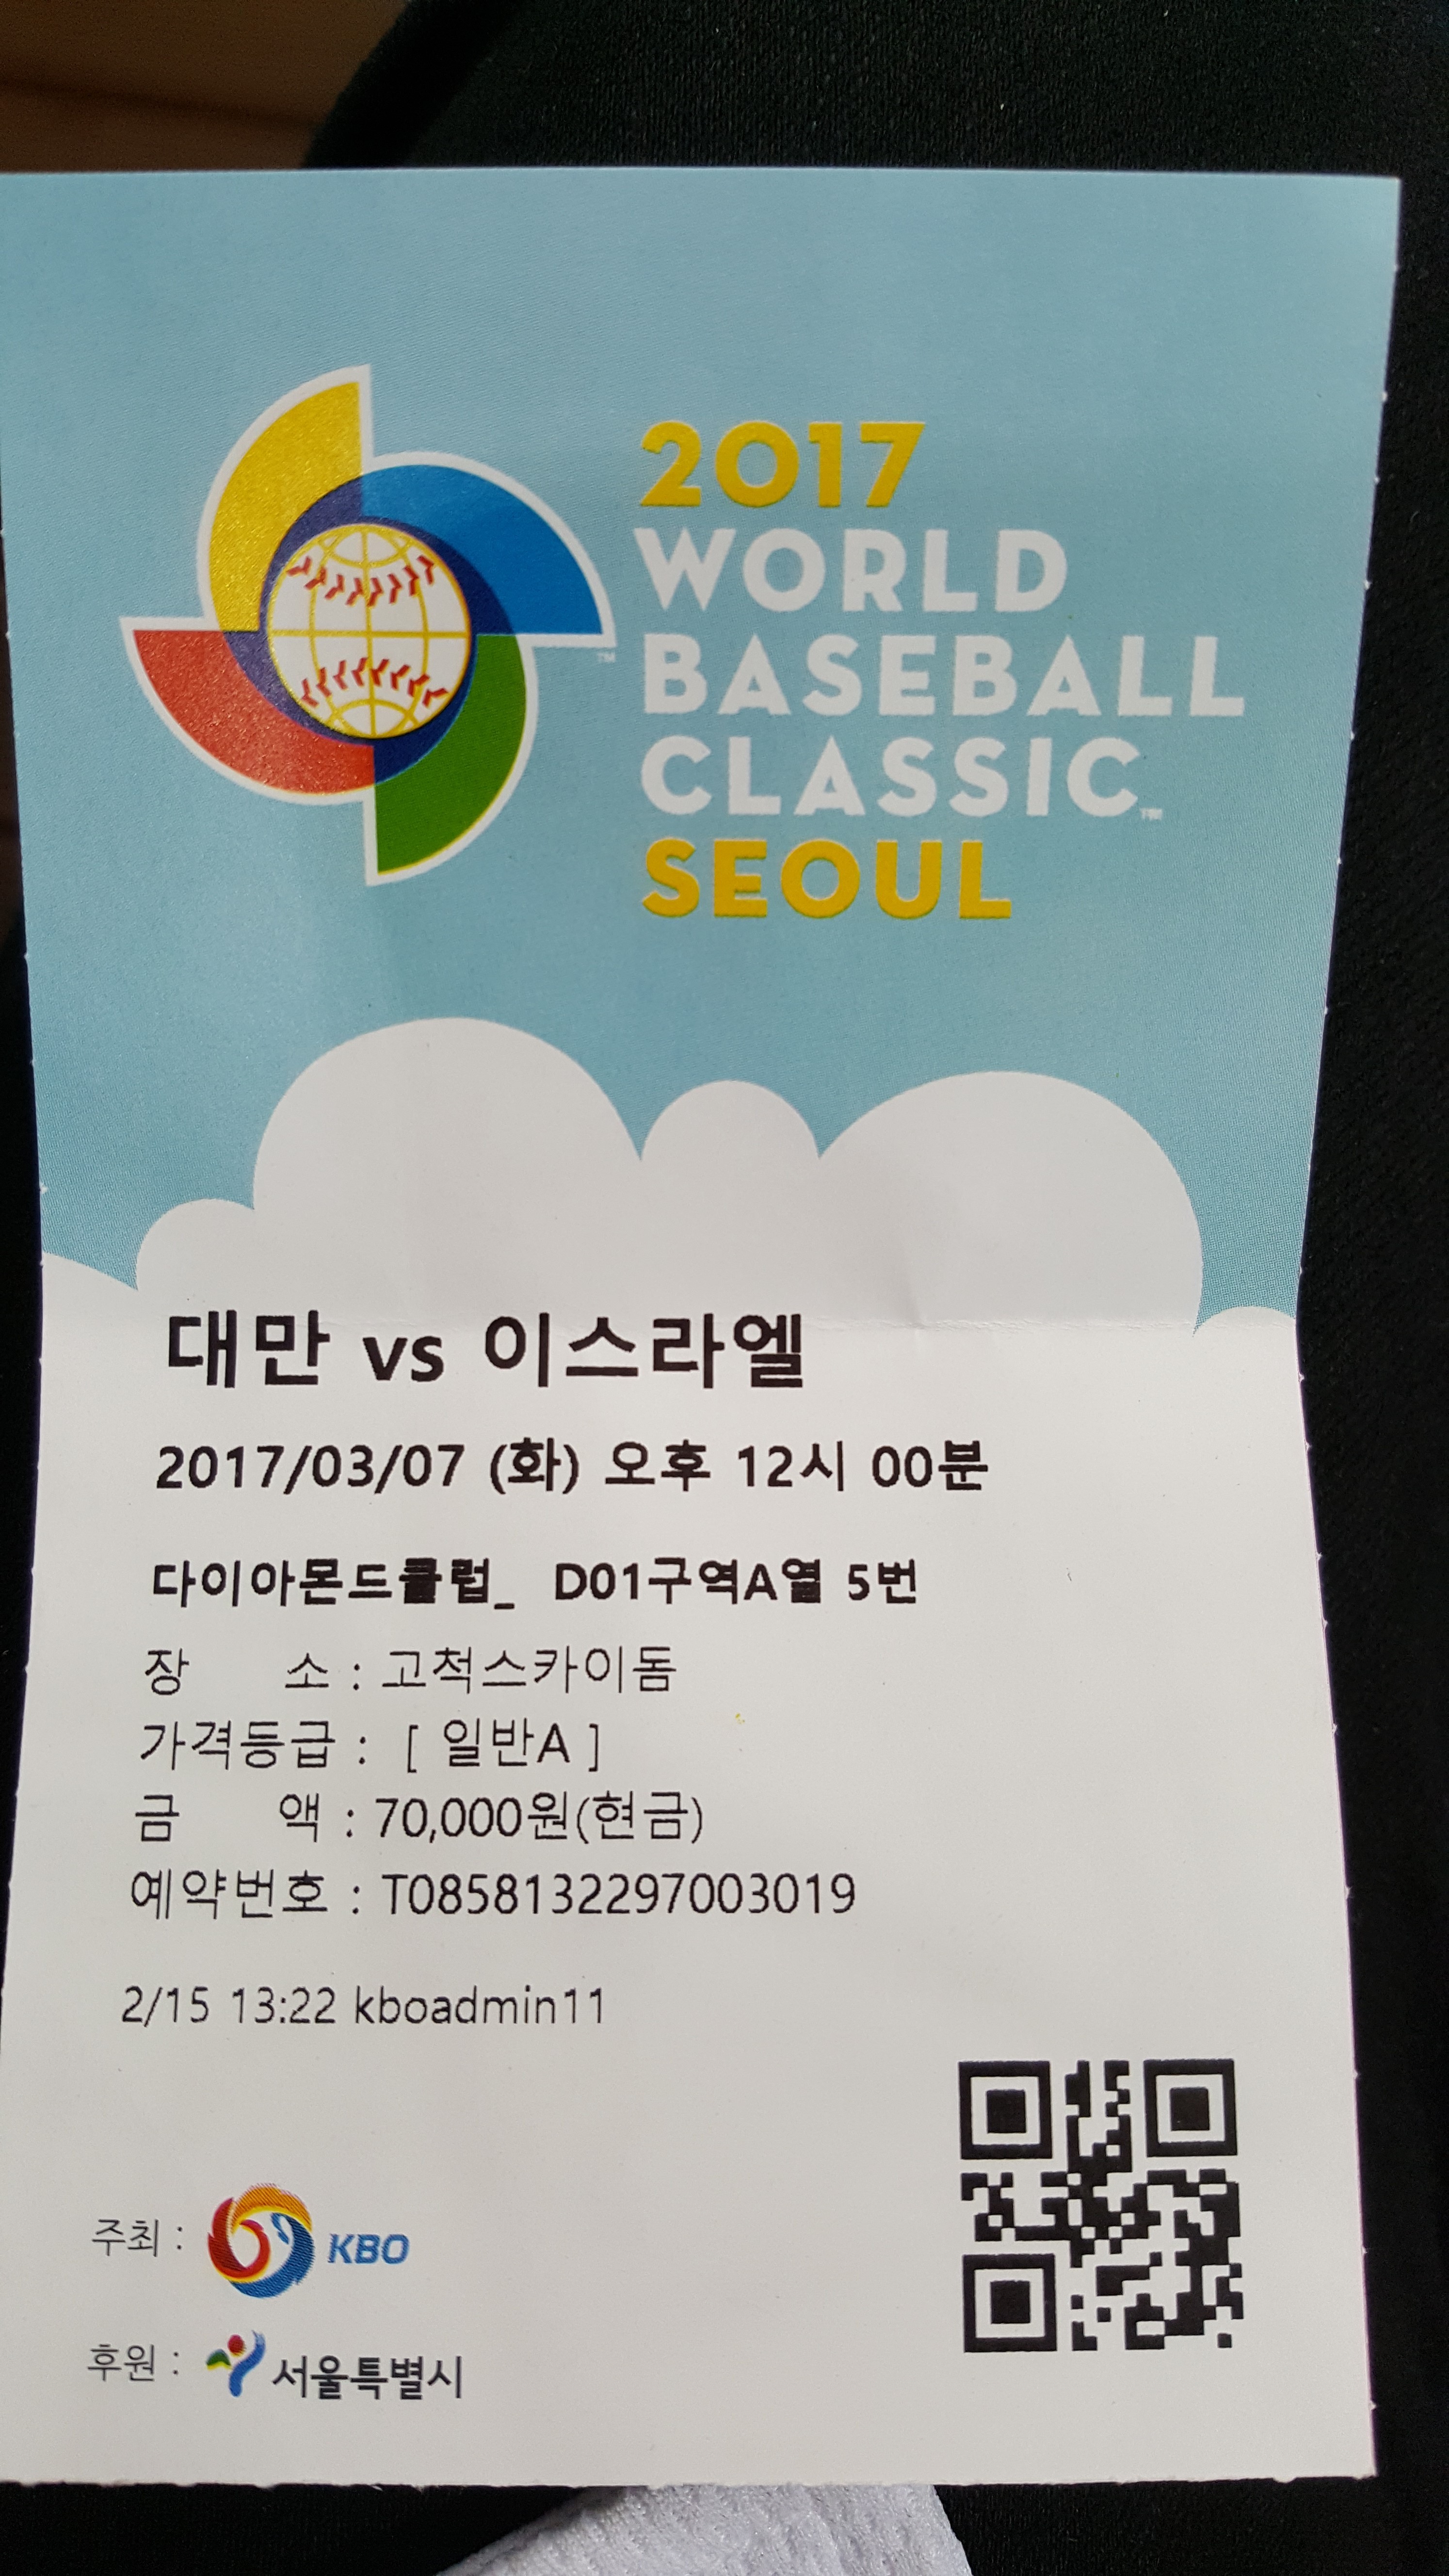 2017
WORLD
BASEBALL
CLASSIC™
SEOUL
대만 vs 이스라엘
2017/03/07 (화) 오후 12시 00분
다이아몬드클럽_ D01구역A열 5번
장 소 : 고척스카이돔
가격등급 : [ 일반A ]
금 액 : 70,000원(현금)
예약번호 : T0858132297003019
2/15 13:22 kboadmin11
주최 : KBO
후원 : 서울특별시